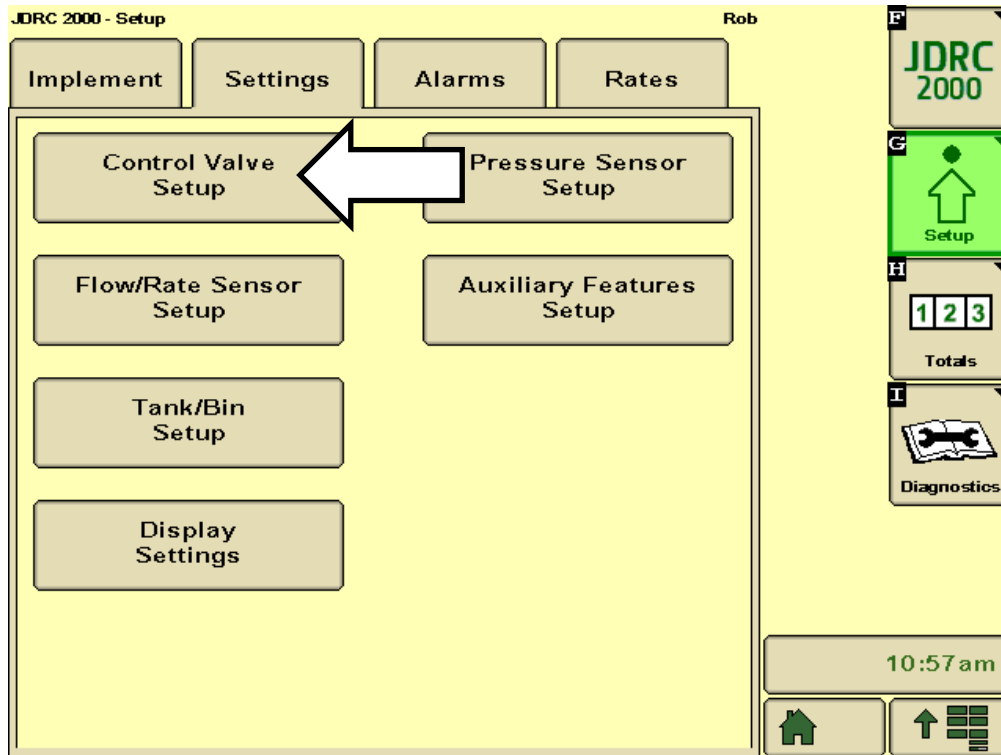 JDRC 2000 - Setup
Rob
Implement
Settings
Alarms
Rates
Control Valve
Setup
Pressure Sensor
Setup
Flow/Rate Sensor
Setup
Auxiliary Features
Setup
Tank/Bin
Setup
Display
Settings
F
JDRC
2000
G
Setup
H
1 2 3
Totals
I
Diagnostics
10:57am